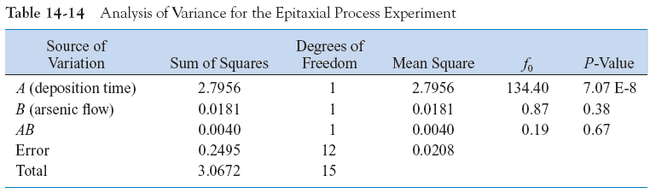 Table 14-14 Analysis of Variance for the Epitaxial Process Experiment
Source of Variation Sum of Squares Degrees of Freedom Mean Square f0 P-Value
A (deposition time) 2.7956 1 2.7956 134.40 7.07 E-8
B (arsenic flow) 0.0181 1 0.0181 0.87 0.38
AB 0.0040 1 0.0040 0.19 0.67
Error 0.2495 12 0.0208
Total 3.0672 15